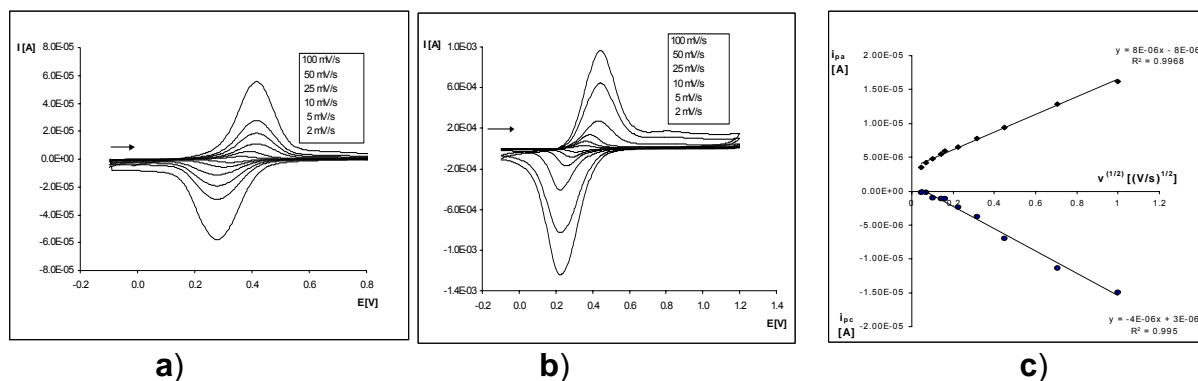 I [A]
8.0E-05
6.0E-05
4.0E-05
2.0E-05
0.0E+00
-2.0E-05
-4.0E-05
-6.0E-05
-8.0E-05
-0.2
0.0
0.2
0.4
0.6
0.8
E[V]
100 mV/s
50 mV/s
25 mV/s
10 mV/s
5 mV/s
2 mV/s
a)
I [A]
1.0E-03
6.0E-04
2.0E-04
-2.0E-04
-6.0E-04
-1.0E-03
-1.4E-03
-0.2
0.0
0.2
0.4
0.6
0.8
1.0
1.2
1.4
E[V]
100 mV/s
50 mV/s
25 mV/s
10 mV/s
5 mV/s
2 mV/s
b)
ipa
[A]
2.00E-05
1.50E-05
1.00E-05
5.00E-06
0.00E+00
-5.00E-06
-1.00E-05
-1.50E-05
-2.00E-05
y = 8E-06x - 8E-06
R² = 0.9968
v (1/2) [(V/s)1/2]
0
0.2
0.4
0.6
0.8
1
1.2
ipc
[A]
y = -4E-06x + 3E-06
R² = 0.995
c)